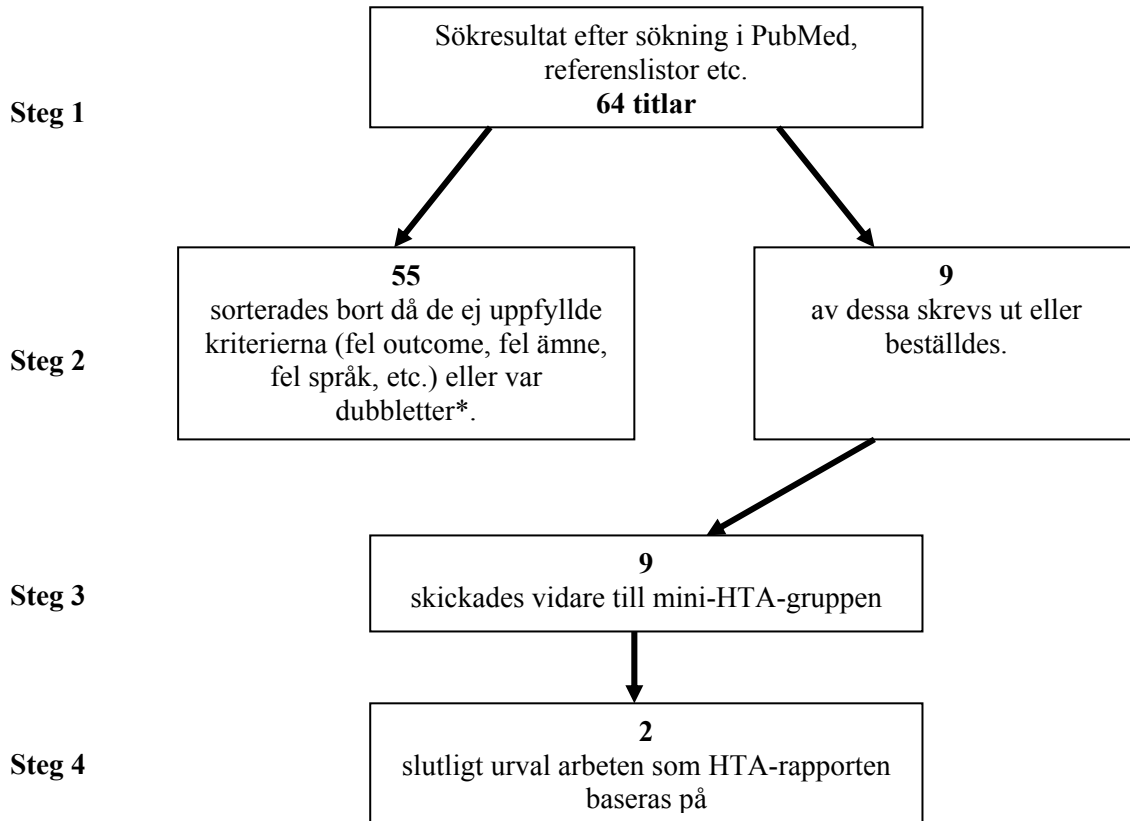 Sökresultat efter sökning i PubMed,
referenslistor etc.
64 titlar
Steg 1
55
sorterades bort då de ej uppfyllde
kriterierna (fel outcome, fel ämne,
fel språk, etc.) eller var
dubbletter*.
9
av dessa skrevs ut eller
beställdes.
Steg 2
9
skickades vidare till mini-HTA-gruppen
Steg 3
2
slutligt urval arbeten som HTA-rapporten
baseras på
Steg 4